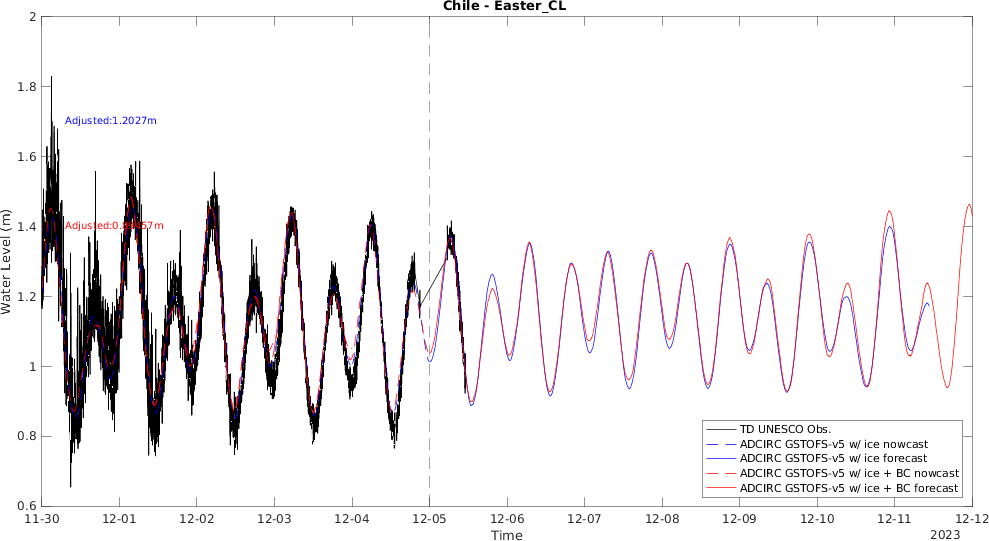 Chile - Easter_CL
2
1.8
1.6
1.4
1.2
1
0.8
0.6
Water Level (m)
Adjusted:1.2027m
11-30
12-01
12-02
12-03
12-04
12-05
12-06
12-07
12-08
12-09
12-10
12-11
12-12
Time
2023
TD UNESCO Obs.
ADCIRC GSTOFS-v5 w/ ice nowcast
ADCIRC GSTOFS-v5 w/ ice forecast
ADCIRC GSTOFS-v5 w/ ice + BC nowcast
ADCIRC GSTOFS-v5 w/ ice + BC forecast